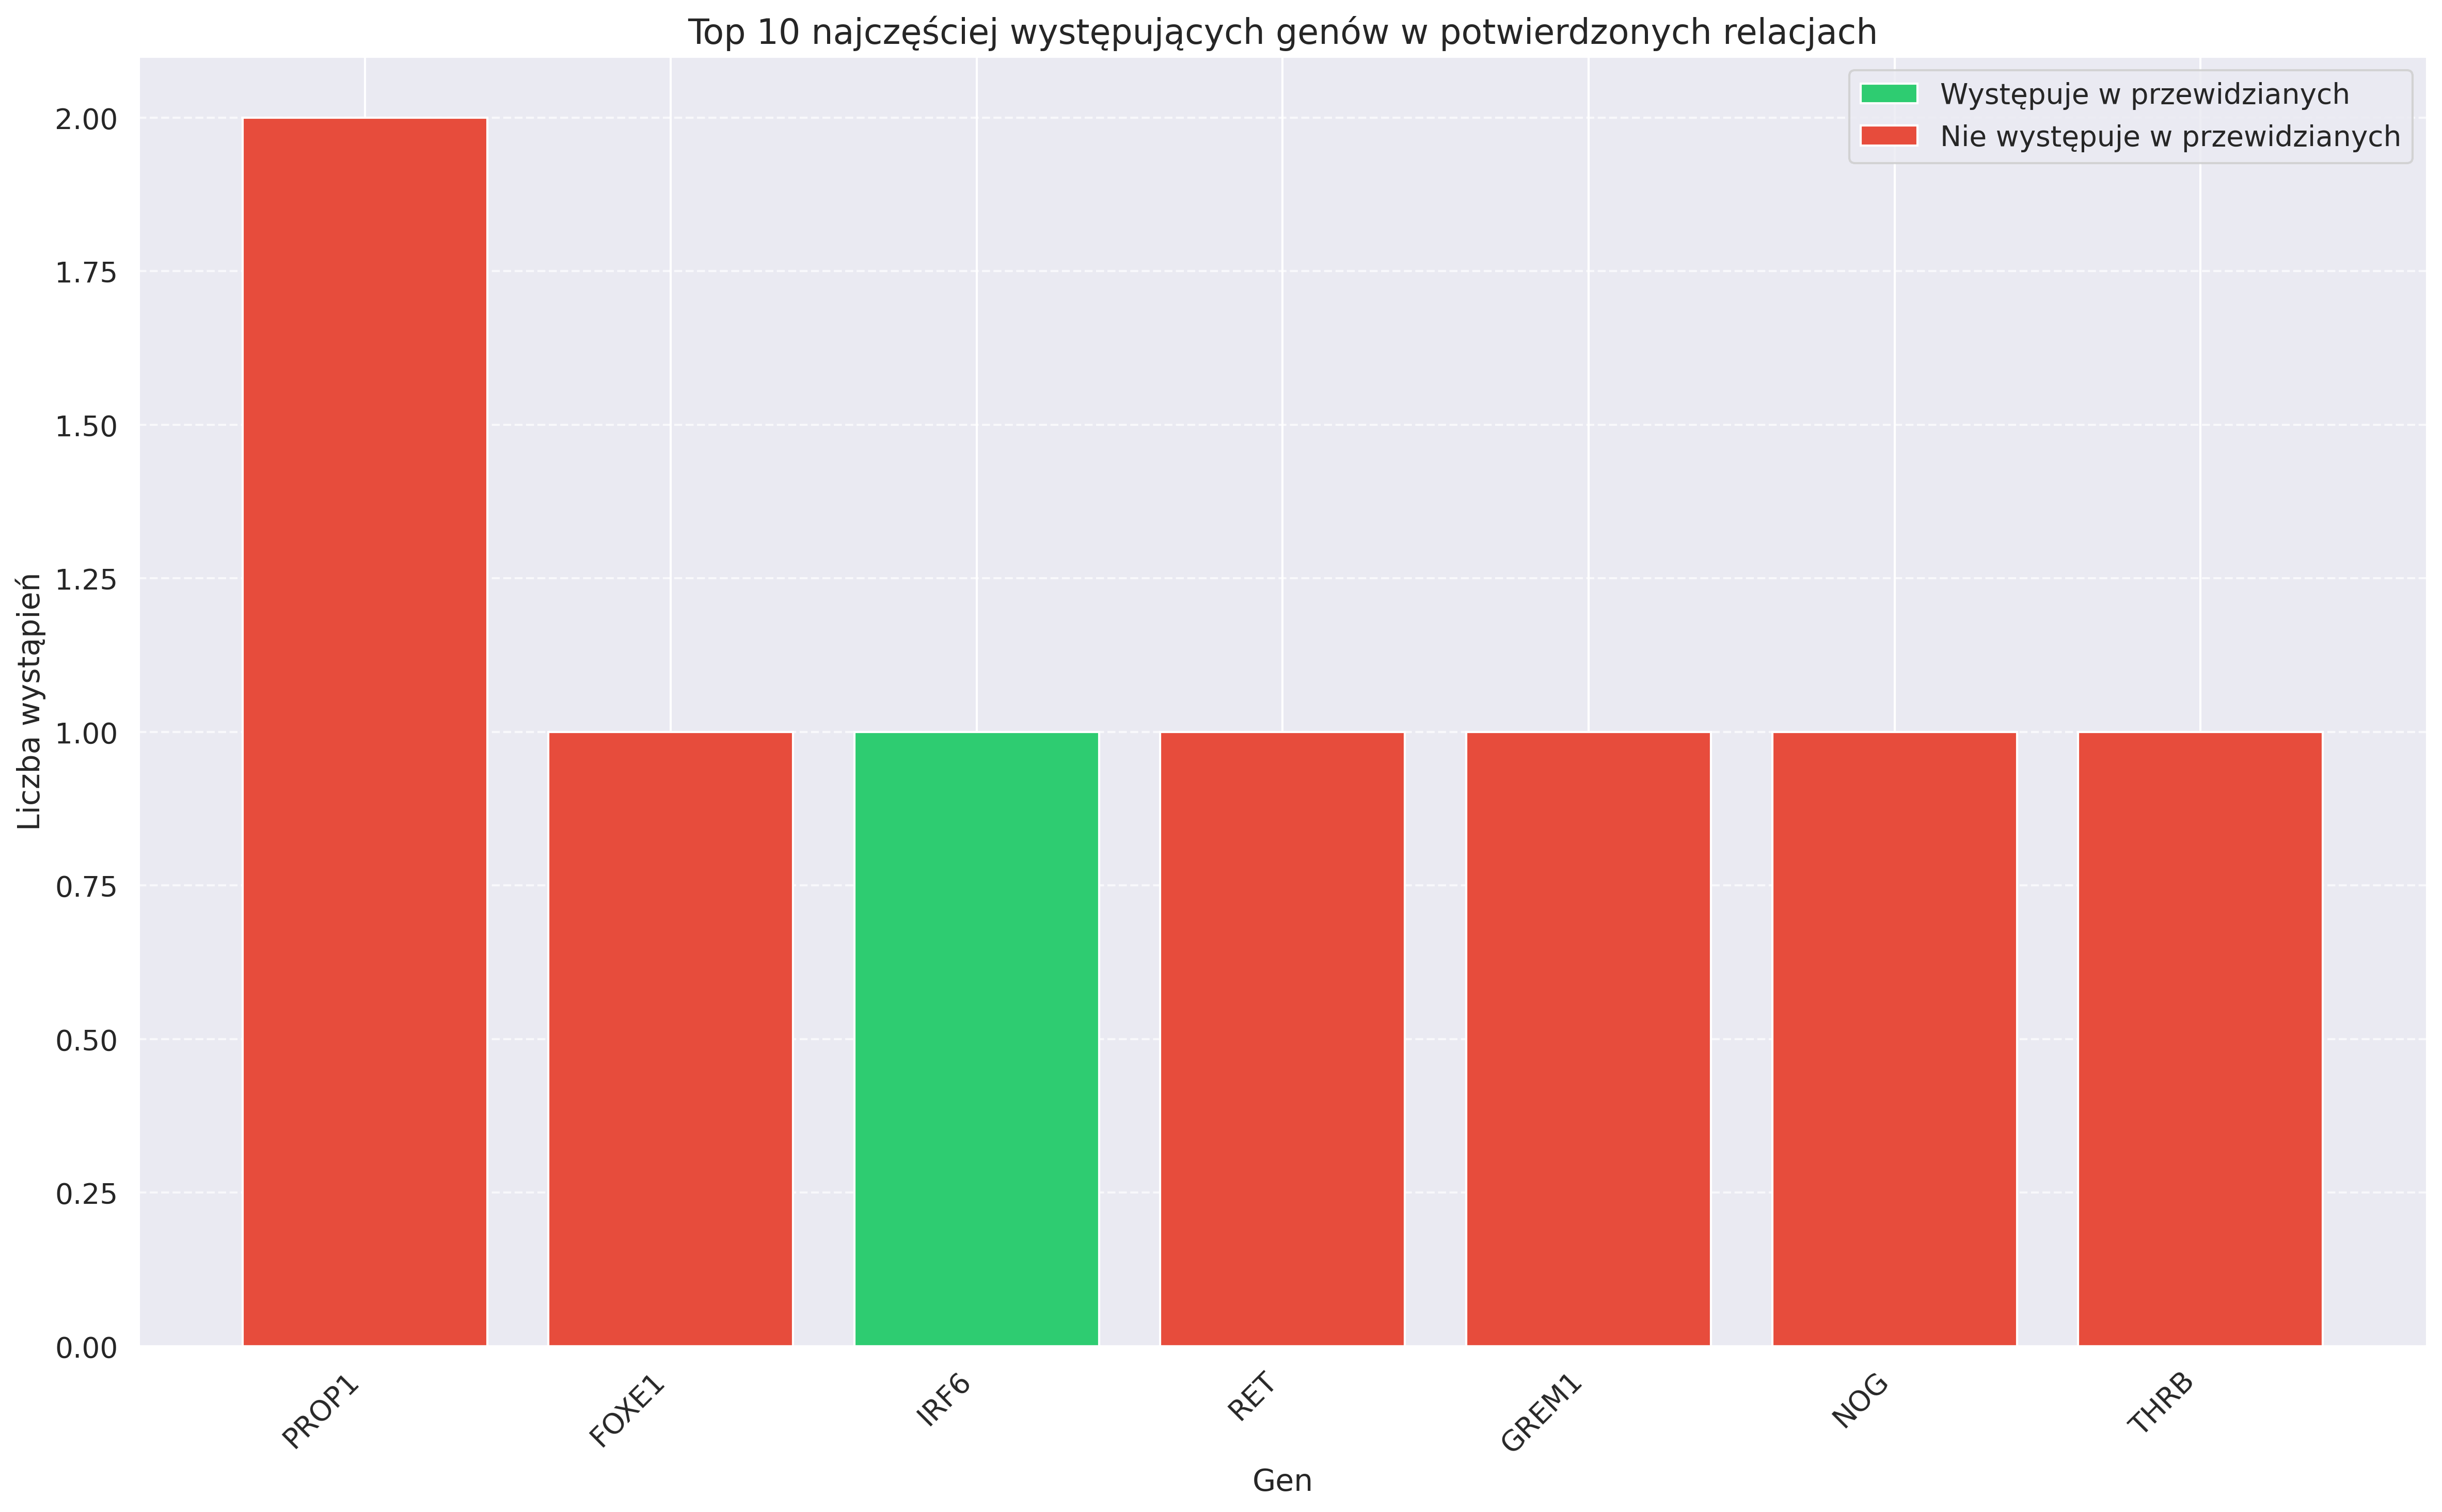 Top 10 najczęściej występujących genów w potwierdzonych relacjach
Występuje w przewidzianych
Nie występuje w przewidzianych
Liczba wystąpień
2.00
1.75
1.50
1.25
1.00
0.75
0.50
0.25
0.00
PROP1
FOXE1
IRF6
RET
GREM1
NOG
THRB
Gen